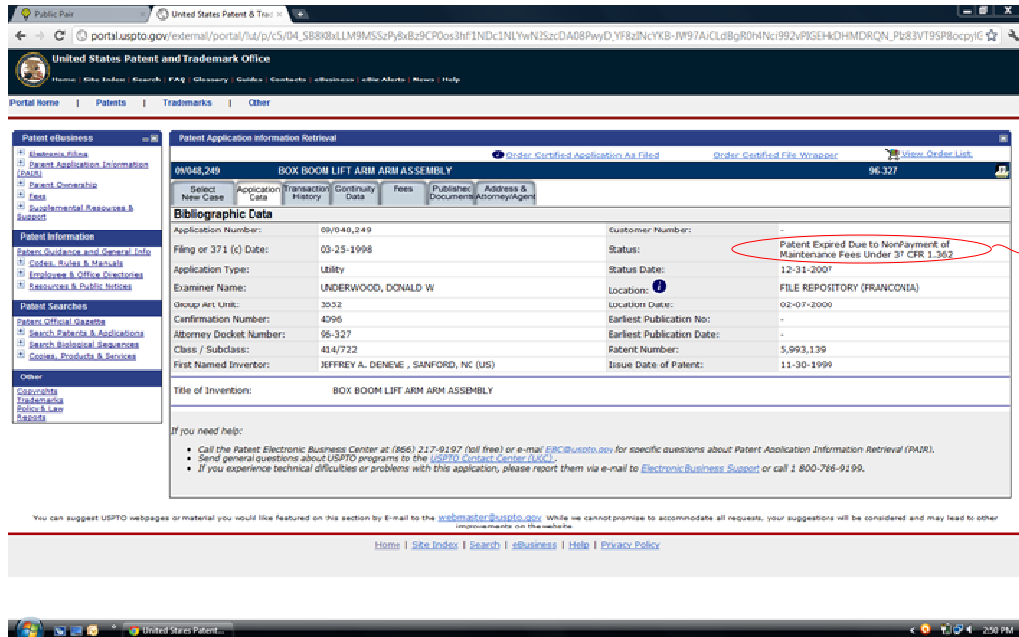 Public Pair
United States Patent & Trad
portal.uspto.gov
United States Patent and Trademark Office
Home | Site Index | Search | FAQ | Glossary | Guides | Contacts | eBusiness | eBiz Alerts | News | Help
Portal Home | Patents | Trademarks | Other
Patent eBusiness
Electronic Filing
Patent Application Information
(PAIR)
Patent Ownership
Fees
Supplemental Resources &
Support
Patent Information
Patent Guidance and General Info
Codes, Rules & Manuals
Employee & Office Directories
Resources & Public Notices
Patent Searches
Patent Official Gazette
Search Patents & Applications
Search Biological Sequences
Copies, Products & Services
Other
Copyrights
Trademarks
Policy & Law
Reports
Patent Application Information Retrieval
Order Certified Application As Filed Order Certified File Wrapper View Order List
09/048,249 BOX BOOM LIFT ARM ARM ASSEMBLY 96-327
Select New Case
Application Data
Transaction History
Continuity Data
Fees
Published Documents
Address & Attorney/Agent
Bibliographic Data
Application Number: 09/048,249 Customer Number: -
Filing or 371 (c) Date: 03-25-1998 Status: Patent Expired Due to NonPayment of
Maintenance Fees Under 37 CFR 1.362
Application Type: Utility Status Date: 12-31-2007
Examiner Name: UNDERWOOD, DONALD W Location: FILE REPOSITORY (FRANCONIA)
Group Art Unit: 3652 Location Date: 02-07-2000
Confirmation Number: 4096 Earliest Publication No: -
Attorney Docket Number: 96-327 Earliest Publication Date: -
Class / Subclass: 414/722 Patent Number: 5,993,139
First Named Inventor: JEFFREY A. DENEVE , SANFORD, NC (US) Issue Date of Patent: 11-30-1999
Title of Invention: BOX BOOM LIFT ARM ARM ASSEMBLY
If you need help:
Call the Patent Electronic Business Center at (866) 217-9197 (toll free) or e-mail EBC@uspto.gov for specific questions about Patent Application Information Retrieval (PAIR).
Send general questions about USPTO programs to the USPTO Contact Center (UCC).
If you experience technical difficulties or problems with this application, please report them via e-mail to Electronic Business Support or call 1 800-786-9199.
You can suggest USPTO webpages or material you would like featured on this section by E-mail to the webmaster@uspto.gov. While we cannot promise to accommodate all requests, your suggestions will be considered and may lead to other
improvements on the website.
Home | Site Index | Search | eBusiness | Help | Privacy Policy
United States Patent...
2:50 PM